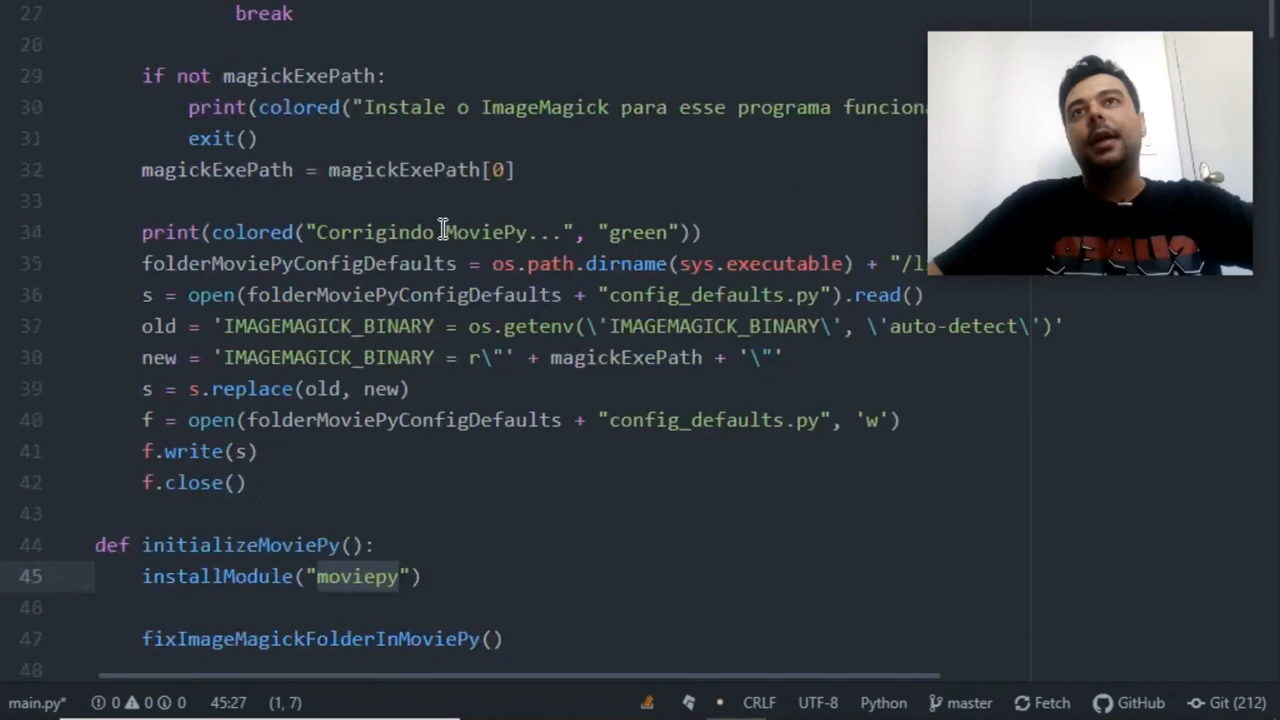 27 break
28
29 if not magickExePath:
30 print(colored("Instale o ImageMagick para esse programa funciona
31 exit()
32 magickExePath = magickExePath[0]
33
34 print(colored("Corrigindo MoviePy...", "green"))
35 folderMoviePyConfigDefaults = os.path.dirname(sys.executable) + "/l
36 s = open(folderMoviePyConfigDefaults + "config_defaults.py").read()
37 old = 'IMAGEMAGICK_BINARY = os.getenv(\'IMAGEMAGICK_BINARY\', \'auto-detect\')'
38 new = 'IMAGEMAGICK_BINARY = r\"' + magickExePath + '\"'
39 s = s.replace(old, new)
40 f = open(folderMoviePyConfigDefaults + "config_defaults.py", 'w')
41 f.write(s)
42 f.close()
43
44 def initializeMoviePy():
45 installModule("moviepy")
46
47 fixImageMagickFolderInMoviePy()
48
main.py* 0 0 0 45:27 (1, 7) CRLF UTF-8 Python master Fetch GitHub Git (212)